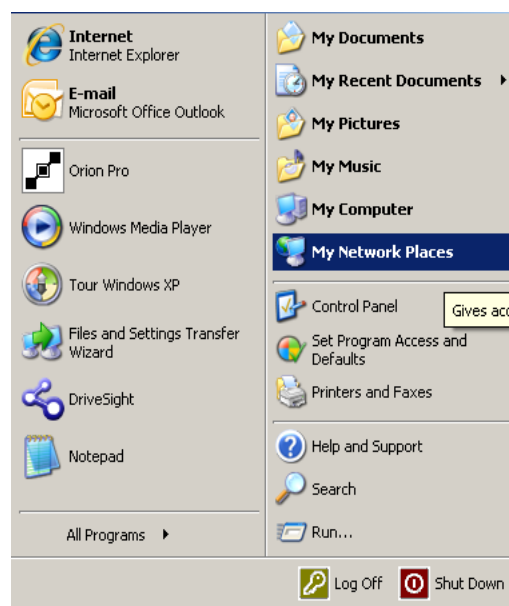 Internet
Internet Explorer
E-mail
Microsoft Office Outlook
Orion Pro
Windows Media Player
Tour Windows XP
Files and Settings Transfer
Wizard
DriveSight
Notepad
All Programs
My Documents
My Recent Documents
My Pictures
My Music
My Computer
My Network Places
Control Panel
Gives acc
Set Program Access and
Defaults
Printers and Faxes
Help and Support
Search
Run...
Log Off
Shut Down